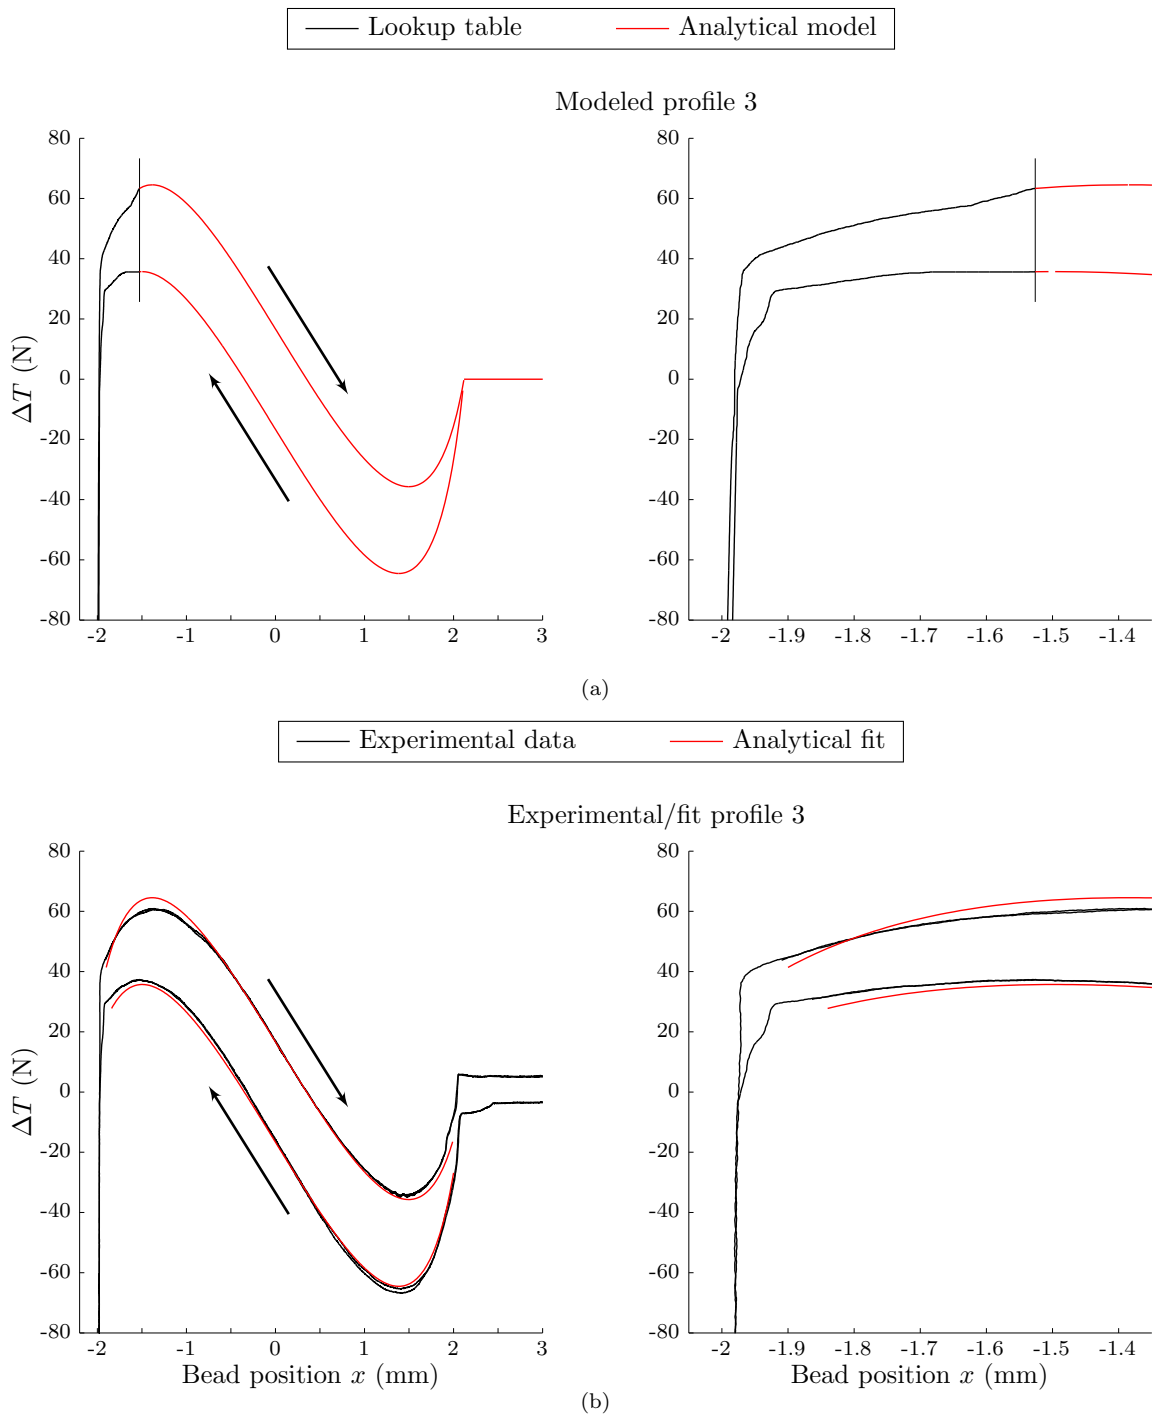 Lookup table Analytical model
Modeled profile 3
80
60
40
20
0
-20
-40
-60
-80
ΔT (N)
-2 -1 0 1 2 3
80
60
40
20
0
-20
-40
-60
-80
-2 -1.9 -1.8 -1.7 -1.6 -1.5 -1.4
(a)
Experimental data Analytical fit
Experimental/fit profile 3
80
60
40
20
0
-20
-40
-60
-80
ΔT (N)
-2 -1 0 1 2 3
Bead position x (mm)
80
60
40
20
0
-20
-40
-60
-80
-2 -1.9 -1.8 -1.7 -1.6 -1.5 -1.4
Bead position x (mm)
(b)